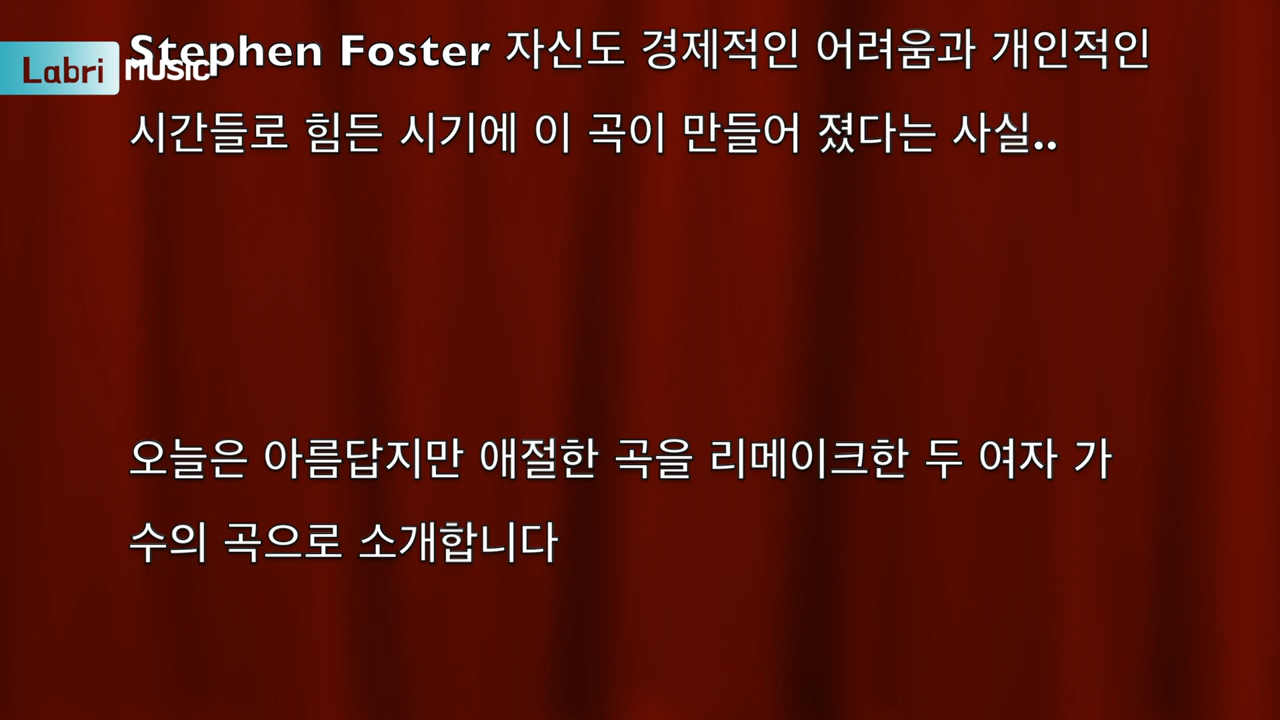 Stephen Foster 자신도 경제적인 어려움과 개인적인
Labri MUSIC
시간들로 힘든 시기에 이 곡이 만들어 졌다는 사실..
오늘은 아름답지만 애절한 곡을 리메이크한 두 여자 가
수의 곡으로 소개합니다